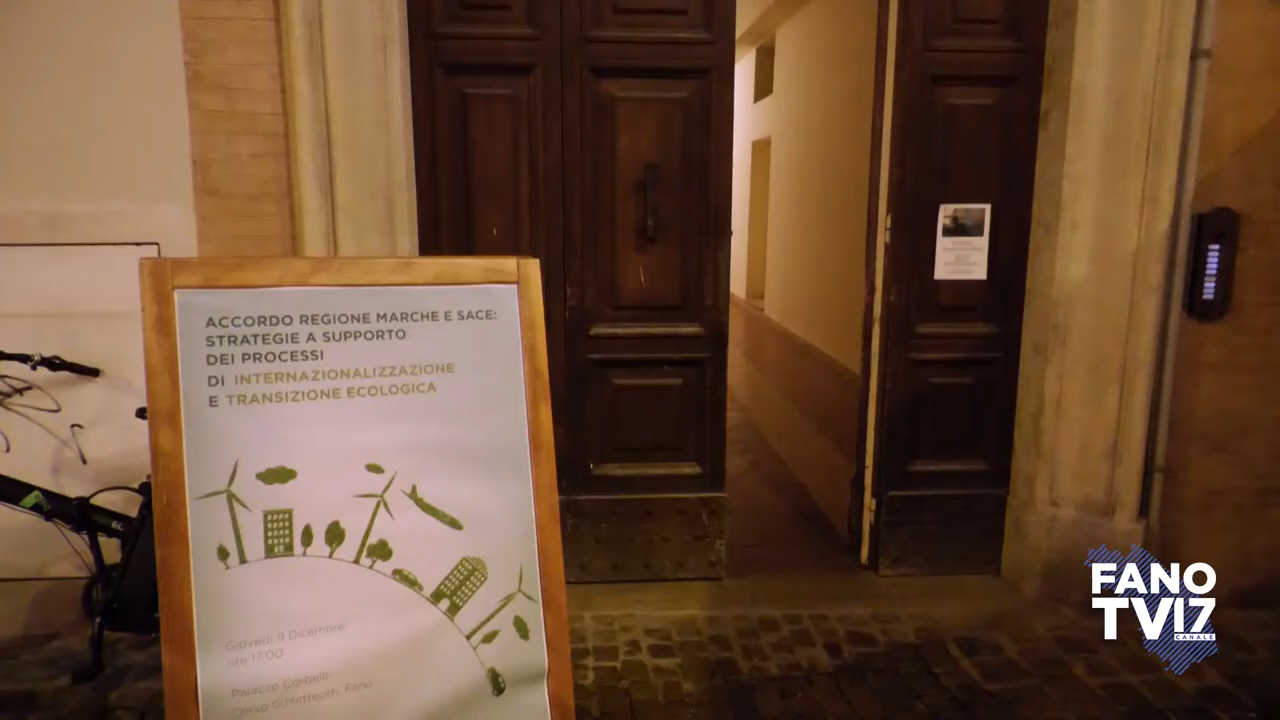 ACCORDO REGIONE MARCHE E SACE:
STRATEGIE A SUPPORTO
DEI PROCESSI
DI INTERNAZIONALIZZAZIONE
E TRANSIZIONE ECOLOGICA
Giovedì 9 Dicembre
ore 17.00
Palazzo Corbelli
Corso G.Matteotti, Fano
FANO
TV17
CANALE